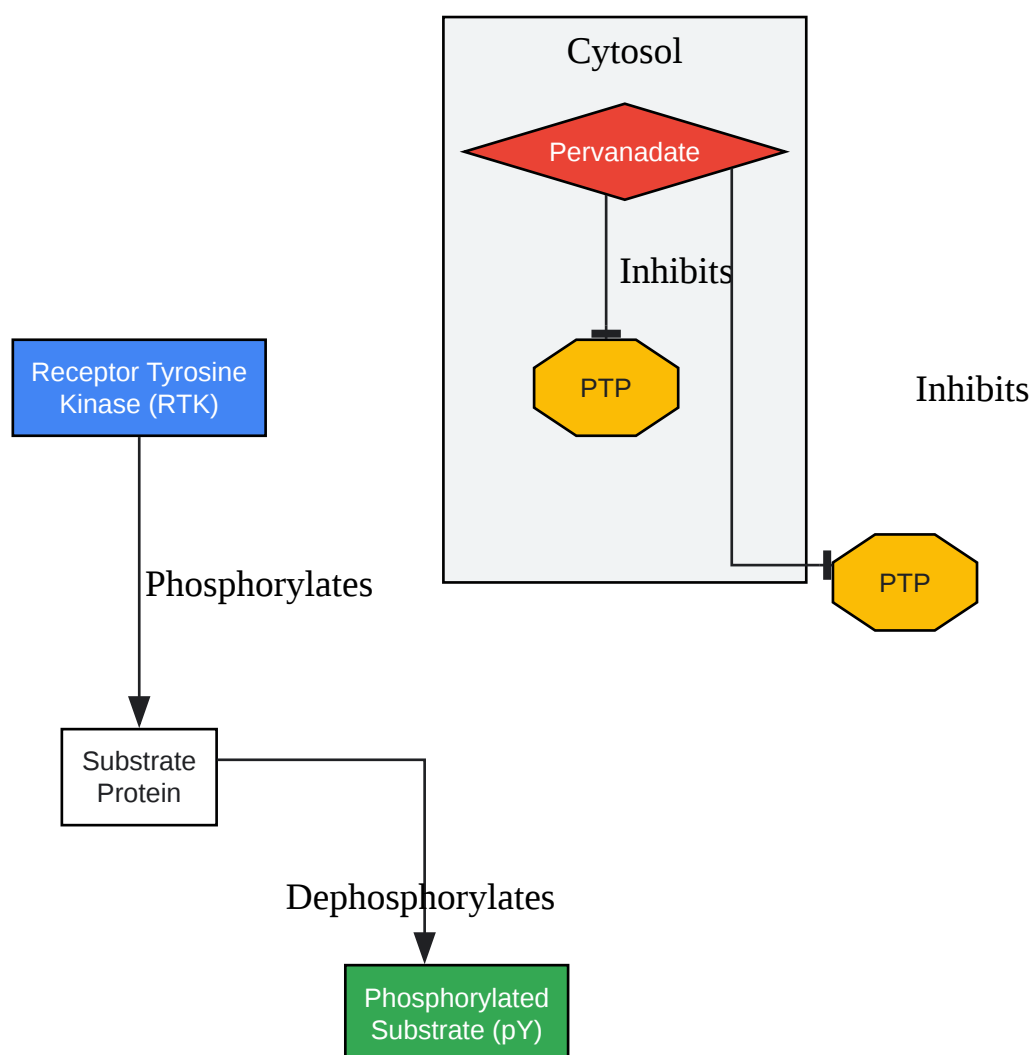 Cytosol
Pervanadate
Inhibits
Receptor Tyrosine
Kinase (RTK)
PTP
Inhibits
Phosphorylates
PTP
Substrate
Protein
Dephosphorylates
Phosphorylated
Substrate (pY)